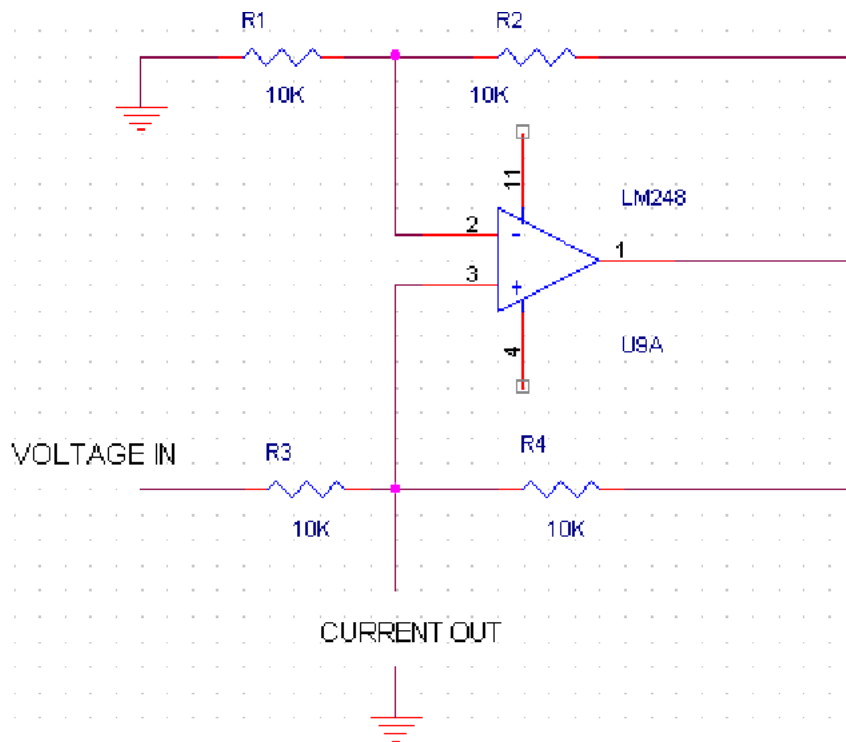 R1
R2
10K
10K
11
LM248
2
-
1
3
+
4
U9A
VOLTAGE IN
R3
R4
10K
10K
CURRENT OUT